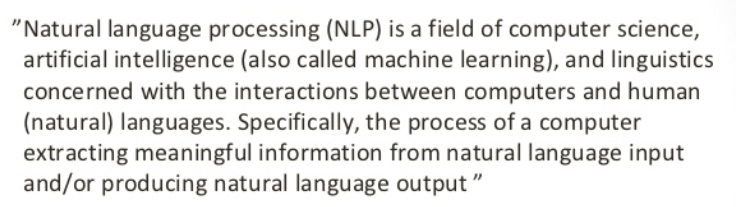 ”Natural language processing (NLP) is a field of computer science,
artificial intelligence (also called machine learning), and linguistics
concerned with the interactions between computers and human
(natural) languages. Specifically, the process of a computer
extracting meaningful information from natural language input
and/or producing natural language output ”